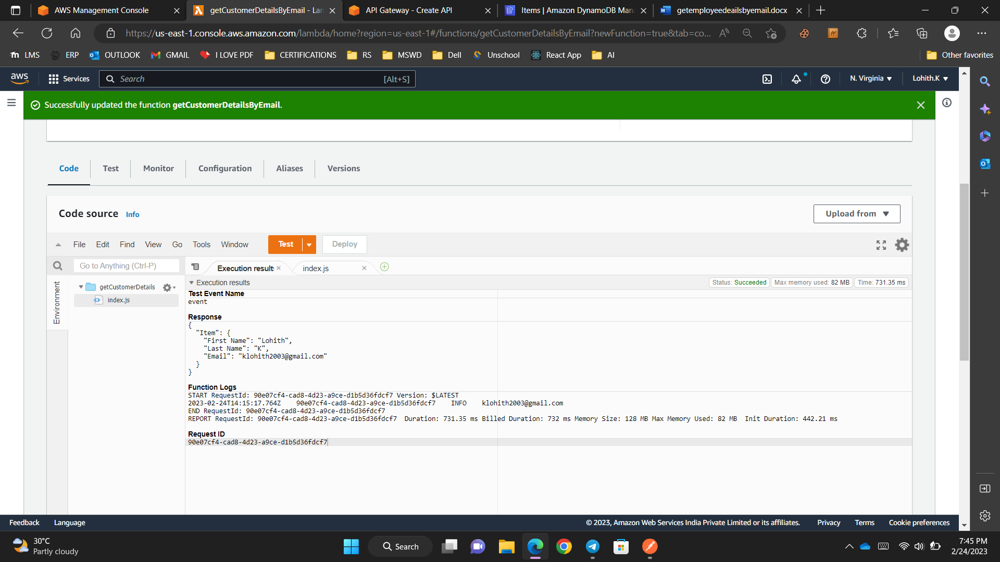 AWS Management Console
getCustomerDetailsByEmail - Lan
API Gateway - Create API
Items | Amazon DynamoDB Man
getemployeedeailsbyemail.docx
https://us-east-1.console.aws.amazon.com/lambda/home?region=us-east-1#/functions/getCustomerDetailsByEmail?newFunction=true&tab=co...
LMS ERP OUTLOOK GMAIL I LOVE PDF CERTIFICATIONS RS MSWD Dell Unschool React App AI Other favorites
aws Services Search [Alt+S] N. Virginia Lohith.K
Successfully updated the function getCustomerDetailsByEmail.
Code Test Monitor Configuration Aliases Versions
Code source Info Upload from
File Edit Find View Go Tools Window Test Deploy
Go to Anything (Ctrl-P) Execution result: index.js
Execution results Status: Succeeded Max memory used: 82 MB Time: 731.35 ms
Environment
getCustomerDetails
index.js
Test Event Name
event
Response
{
"Item": {
"First Name": "Lohith",
"Last Name": "K",
"Email": "klohith2003@gmail.com"
}
}
Function Logs
START RequestId: 90e07cf4-cad8-4d23-a9ce-d1b5d36fdcf7 Version: $LATEST
2023-02-24T14:15:17.764Z 90e07cf4-cad8-4d23-a9ce-d1b5d36fdcf7 INFO klohith2003@gmail.com
END RequestId: 90e07cf4-cad8-4d23-a9ce-d1b5d36fdcf7
REPORT RequestId: 90e07cf4-cad8-4d23-a9ce-d1b5d36fdcf7 Duration: 731.35 ms Billed Duration: 732 ms Memory Size: 128 MB Max Memory Used: 82 MB Init Duration: 442.21 ms
Request ID
90e07cf4-cad8-4d23-a9ce-d1b5d36fdcf7
Feedback Language © 2023, Amazon Web Services India Private Limited or its affiliates. Privacy Terms Cookie preferences
30°C
Partly cloudy
Search
7:45 PM
2/24/2023